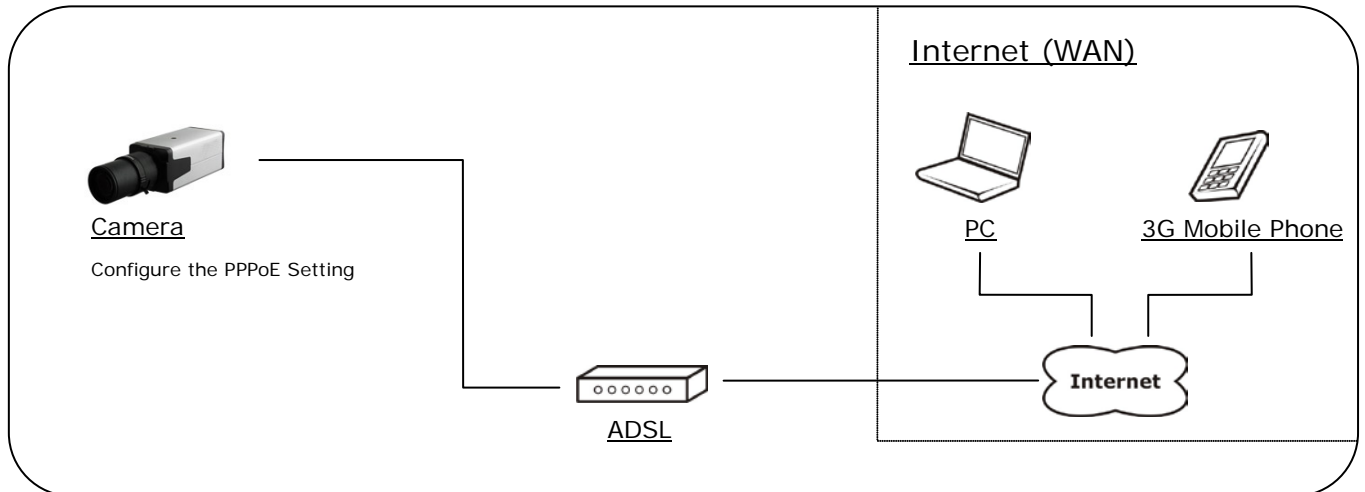 Internet (WAN)
Camera
Configure the PPPoE Setting
PC
3G Mobile Phone
Internet
ADSL